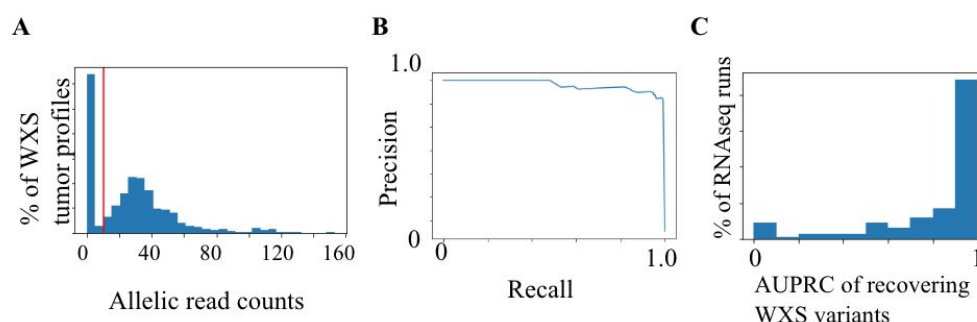 A
% of WXS
tumor profiles
0
40
80
120
160
Allelic read counts
B
1.0
Precision
0
0
1.0
Recall
C
% of RNAseq runs
0
1
AUPRC of recovering
WXS variants